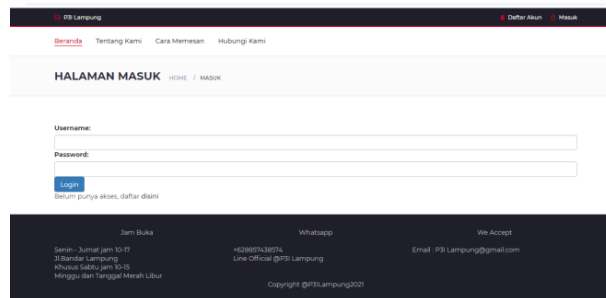 P3I Lampung
Daftar Akun Masuk
Beranda Tentang Kami Cara Memesan Hubungi Kami
HALAMAN MASUK HOME / MASUK
Username:
Password:
Login
Belum punya akses, daftar disini
Jam Buka
Senin - Jumat jam 10-17
Jl.Bandar Lampung
Khusus Sabtu jam 10-15
Minggu dan Tanggal Merah Libur
Whatsapp
+628857438574
Line Official @P3I Lampung
We Accept
Email : P3I Lampung@gmail.com
Copyright @P3ILampung2021